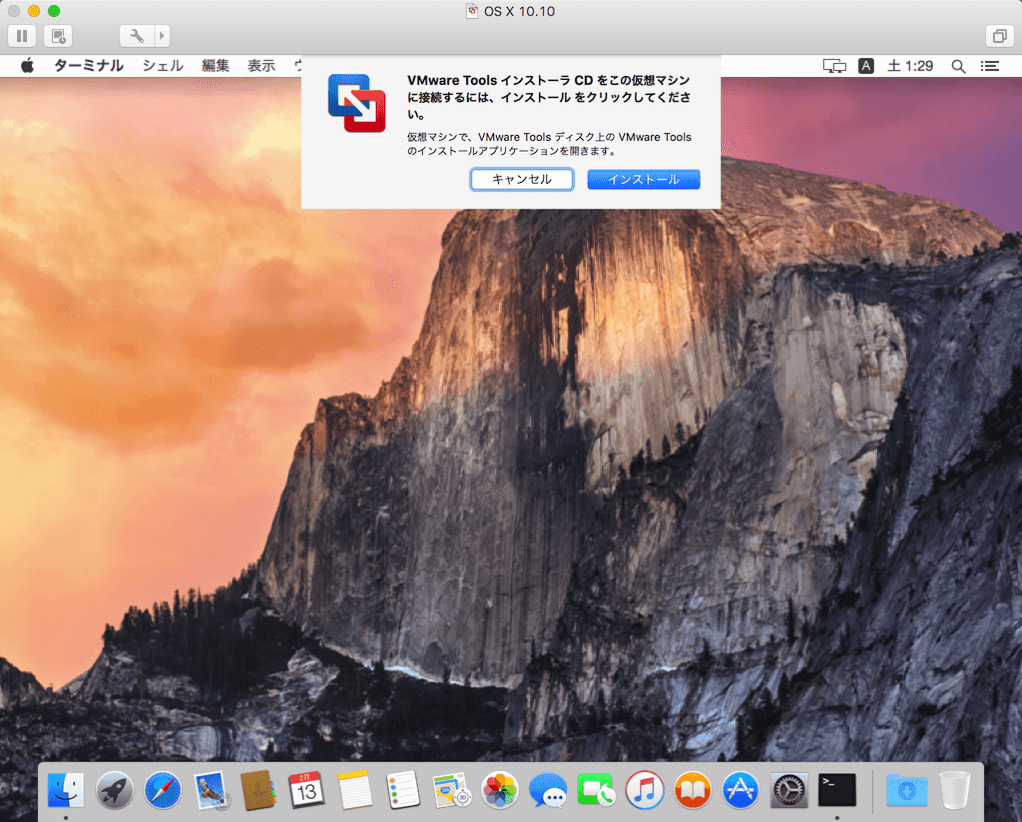 OS X 10.10
ターミナル シェル 編集 表示
A 土 1:29
VMware Tools インストーラ CD をこの仮想マシン
に接続するには、インストール をクリックしてくださ
い。
仮想マシンで、VMware Tools ディスク上の VMware Tools
のインストールアプリケーションを開きます。
キャンセル インストール
2月
13